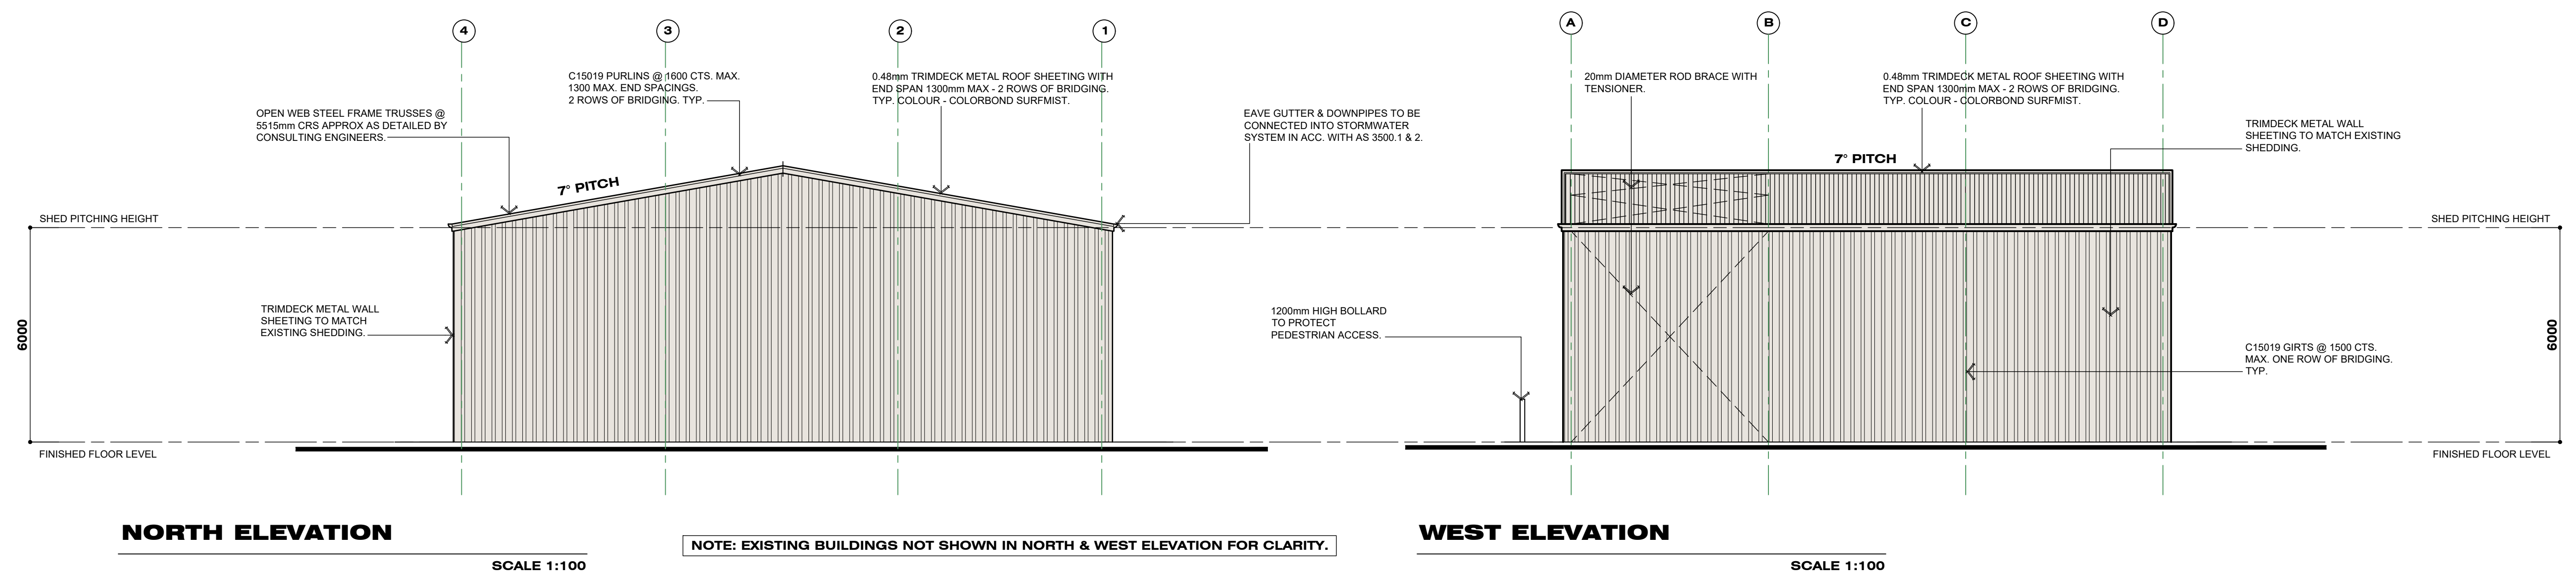 4
3
2
1
C15019 PURLINS @ 1600 CTS. MAX.
1300 MAX. END SPACINGS.
2 ROWS OF BRIDGING. TYP.
0.48mm TRIMDECK METAL ROOF SHEETING WITH
END SPAN 1300mm MAX - 2 ROWS OF BRIDGING.
TYP. COLOUR - COLORBOND SURFMIST.
OPEN WEB STEEL FRAME TRUSSES @
5515mm CRS APPROX AS DETAILED BY
CONSULTING ENGINEERS.
EAVE GUTTER & DOWNPIPES TO BE
CONNECTED INTO STORMWATER
SYSTEM IN ACC. WITH AS 3500.1 & 2.
7° PITCH
SHED PITCHING HEIGHT
6000
TRIMDECK METAL WALL
SHEETING TO MATCH
EXISTING SHEDDING.
FINISHED FLOOR LEVEL
NORTH ELEVATION
SCALE 1:100
NOTE: EXISTING BUILDINGS NOT SHOWN IN NORTH & WEST ELEVATION FOR CLARITY.
A
B
C
D
20mm DIAMETER ROD BRACE WITH
TENSIONER.
0.48mm TRIMDECK METAL ROOF SHEETING WITH
END SPAN 1300mm MAX - 2 ROWS OF BRIDGING.
TYP. COLOUR - COLORBOND SURFMIST.
TRIMDECK METAL WALL
SHEETING TO MATCH EXISTING
SHEDDING.
7° PITCH
SHED PITCHING HEIGHT
1200mm HIGH BOLLARD
TO PROTECT
PEDESTRIAN ACCESS.
6000
C15019 GIRTS @ 1500 CTS.
MAX. ONE ROW OF BRIDGING.
TYP.
FINISHED FLOOR LEVEL
WEST ELEVATION
SCALE 1:100